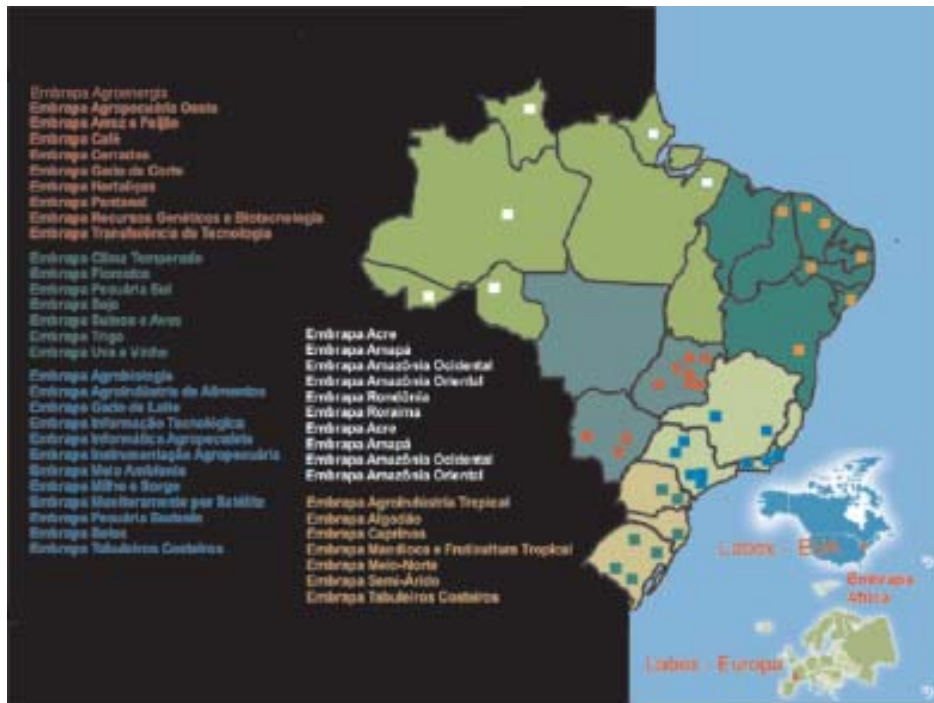 Embrapa Agroenergia
Embrapa Agropecuária Oeste
Embrapa Arroz e Feijão
Embrapa Café
Embrapa Cerrados
Embrapa Gado de Corte
Embrapa Hortaliças
Embrapa Pantanal
Embrapa Recursos Genéticos e Biotecnologia
Embrapa Transferência de Tecnologia
Embrapa Clima Temperado
Embrapa Florestas
Embrapa Pecuária Sul
Embrapa Soja
Embrapa Suínos e Aves
Embrapa Trigo
Embrapa Uva e Vinho
Embrapa Agrobiologia
Embrapa Agroindústria de Alimentos
Embrapa Gado de Leite
Embrapa Informação Tecnológica
Embrapa Informática Agropecuária
Embrapa Instrumentação Agropecuária
Embrapa Meio Ambiente
Embrapa Milho e Sorgo
Embrapa Monitoramento por Satélite
Embrapa Pecuária Sudeste
Embrapa Solos
Embrapa Tabuleiros Costeiros
Embrapa Acre
Embrapa Amapá
Embrapa Amazônia Ocidental
Embrapa Amazônia Oriental
Embrapa Rondônia
Embrapa Roraima
Embrapa Acre
Embrapa Amapá
Embrapa Amazônia Ocidental
Embrapa Amazônia Oriental
Embrapa Agroindústria Tropical
Embrapa Algodão
Embrapa Caprinos
Embrapa Mandioca e Fruticultura Tropical
Embrapa Meio-Norte
Embrapa Semi-Árido
Embrapa Tabuleiros Costeiros
Labex - EUA
Embrapa
África
Labex - Europa